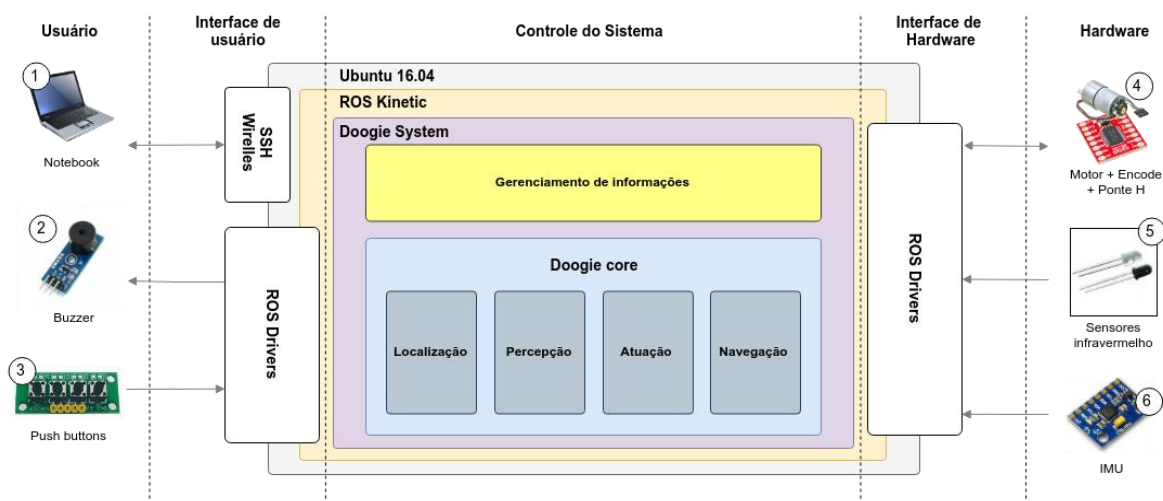 Usuário
Interface de
usuário
Controle do Sistema
Interface de
Hardware
Hardware
1
Notebook
2
Buzzer
3
Push buttons
SSH
Wirelles
ROS Drivers
Ubuntu 16.04
ROS Kinetic
Doogie System
Gerenciamento de informações
Doogie core
Localização
Percepção
Atuação
Navegação
ROS Drivers
4
Motor + Encode
+ Ponte H
5
Sensores
infravermelho
6
IMU